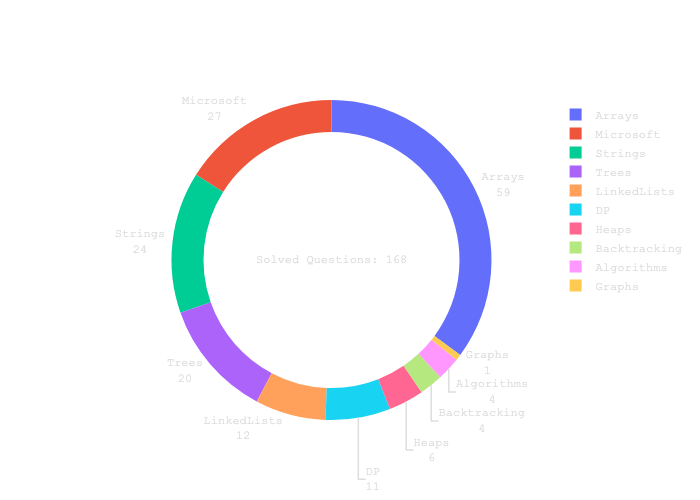 Microsoft
27
Arrays
59
Strings
24
Solved Questions: 168
Trees
20
LinkedLists
12
DP
11
Heaps
6
Backtracking
4
Algorithms
4
Graphs
1
Arrays
Microsoft
Strings
Trees
LinkedLists
DP
Heaps
Backtracking
Algorithms
Graphs